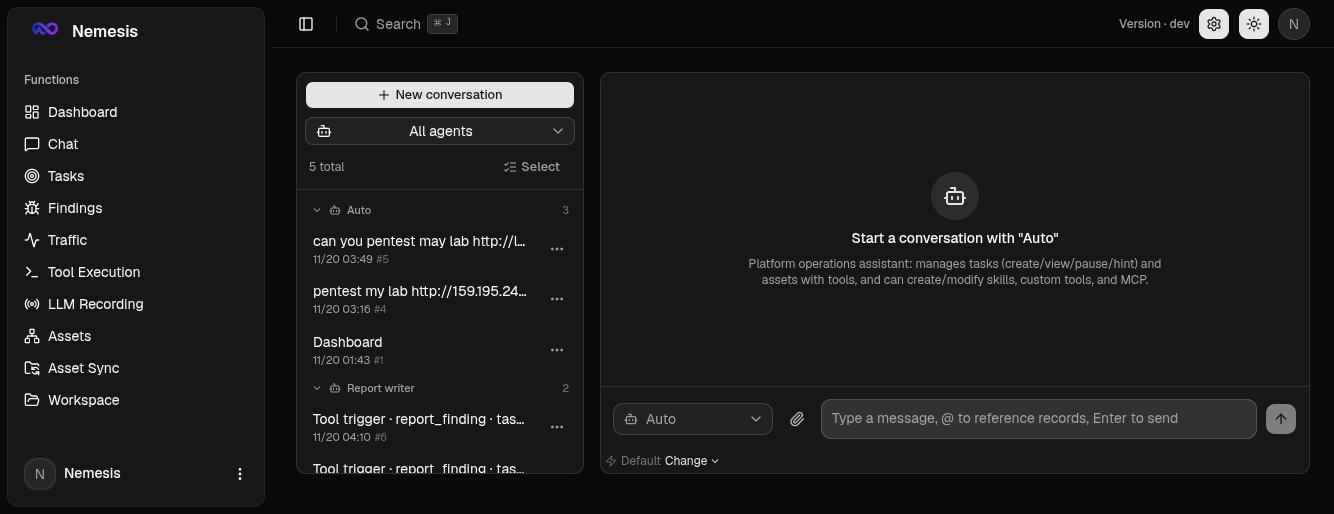 Nemesis
Functions
Dashboard
Chat
Tasks
Findings
Traffic
Tool Execution
LLM Recording
Assets
Asset Sync
Workspace
N
Nemesis
Search ⌘ J
Version · dev
N
+ New conversation
All agents
5 total
Select
Auto 3
can you pentest may lab http://l...
11/20 03:49 #5
pentest my lab http://159.195.24...
11/20 03:16 #4
Dashboard
11/20 01:43 #1
Report writer 2
Tool trigger · report_finding · tas...
11/20 04:10 #6
Tool trigger · report_finding · tas...
Start a conversation with "Auto"
Platform operations assistant: manages tasks (create/view/pause/hint) and
assets with tools, and can create/modify skills, custom tools, and MCP.
Auto
Type a message, @ to reference records, Enter to send
Default Change